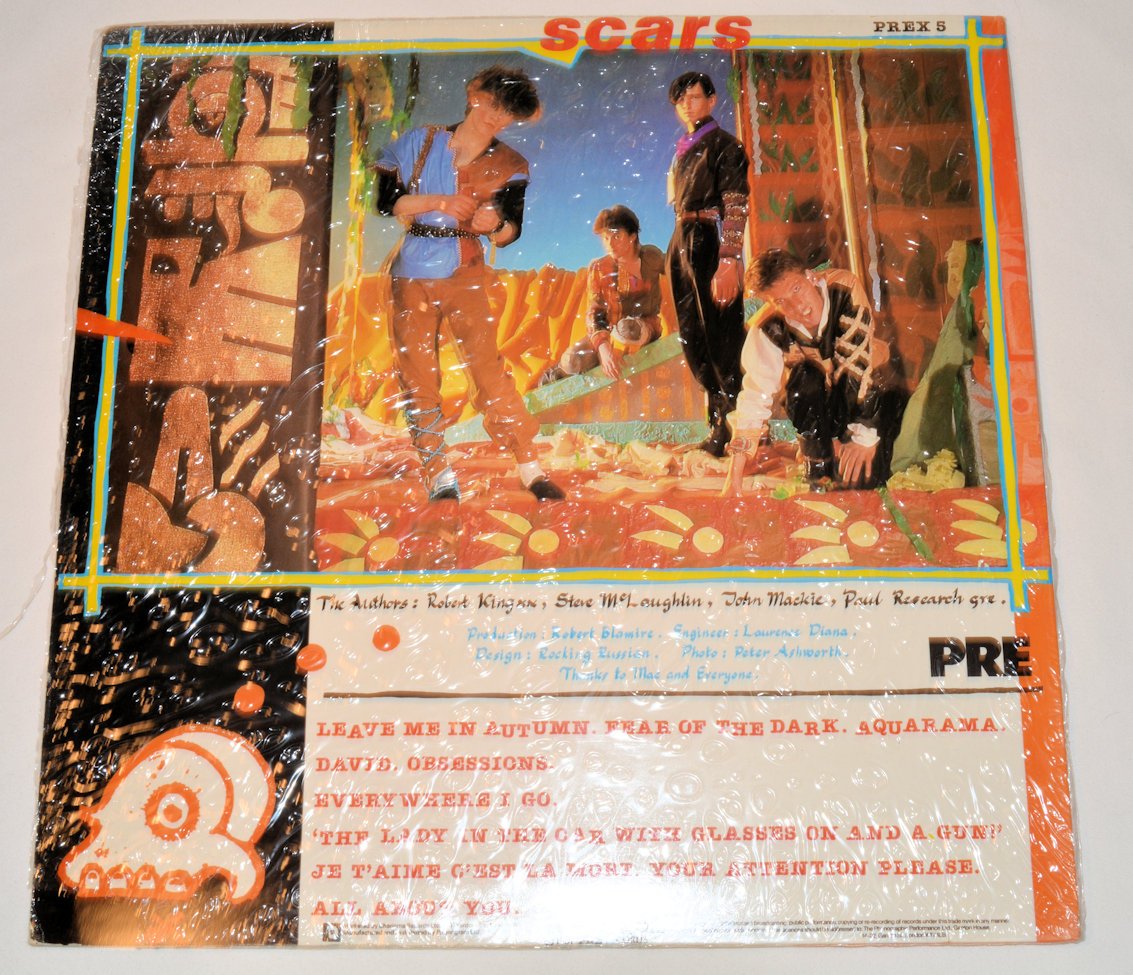 scars
PREX 5
The Authors: Robert King, Steve McLaughlin, John Mackie, Paul Research gre.
Production: Robert Blamire. Engineer: Laurence Diana.
Design: Rocking Russian. Photo: Peter Ashworth.
Thanks to Mac and Everyone.
PRE
LEAVE ME IN AUTUMN. FEAR OF THE DARK. AQUARAMA.
DAVID. OBSESSIONS.
EVERYWHERE I GO.
'THE LADY IN THE CAR WITH GLASSES ON AND A GUN!'
JE T'AIME C'EST LA MORT. YOUR ATTENTION PLEASE.
ALL ABOUT YOU.